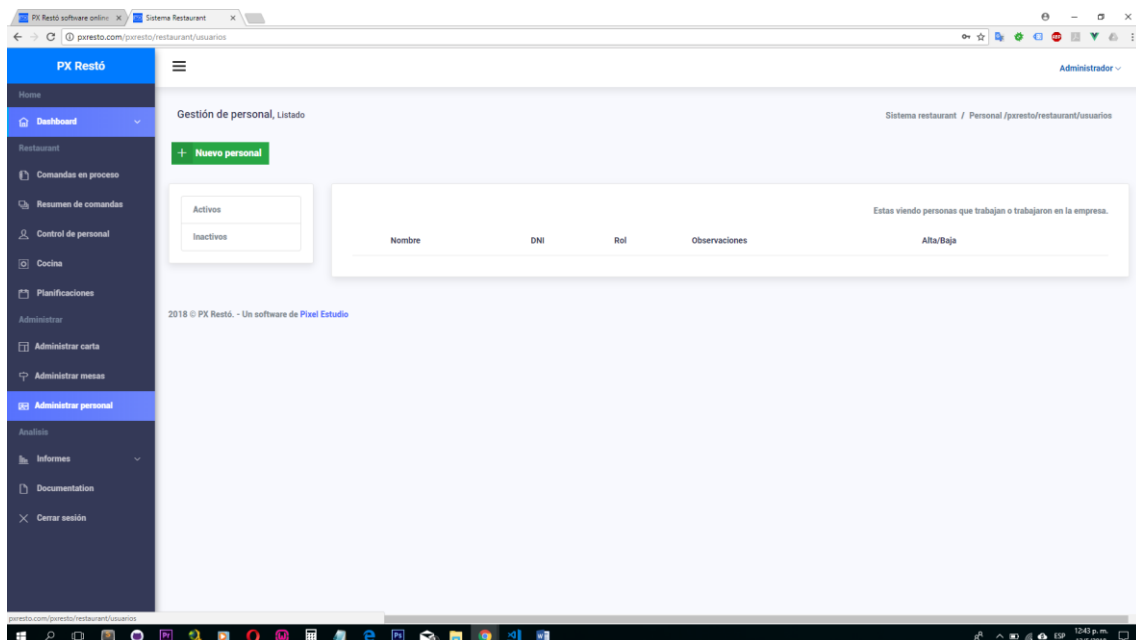 PX Restó software online
Sistema Restaurant
pxresto.com/pxresto/restaurant/usuarios
PX Restó
Administrador
Home
Dashboard
Gestión de personal, Listado
Sistema restaurant / Personal /pxresto/restaurant/usuarios
Restaurant
+ Nuevo personal
Comandas en proceso
Resumen de comandas
Control de personal
Cocina
Planificaciones
Activos
Inactivos
Estas viendo personas que trabajan o trabajaron en la empresa.
Nombre DNI Rol Observaciones Alta/Baja
2018 © PX Restó. - Un software de Pixel Estudio
Administrar
Administrar carta
Administrar mesas
Administrar personal
Analisis
Informes
Documentation
Cerrar sesión
pxresto.com/pxresto/restaurant/usuarios
ESP
12:43 p. m.